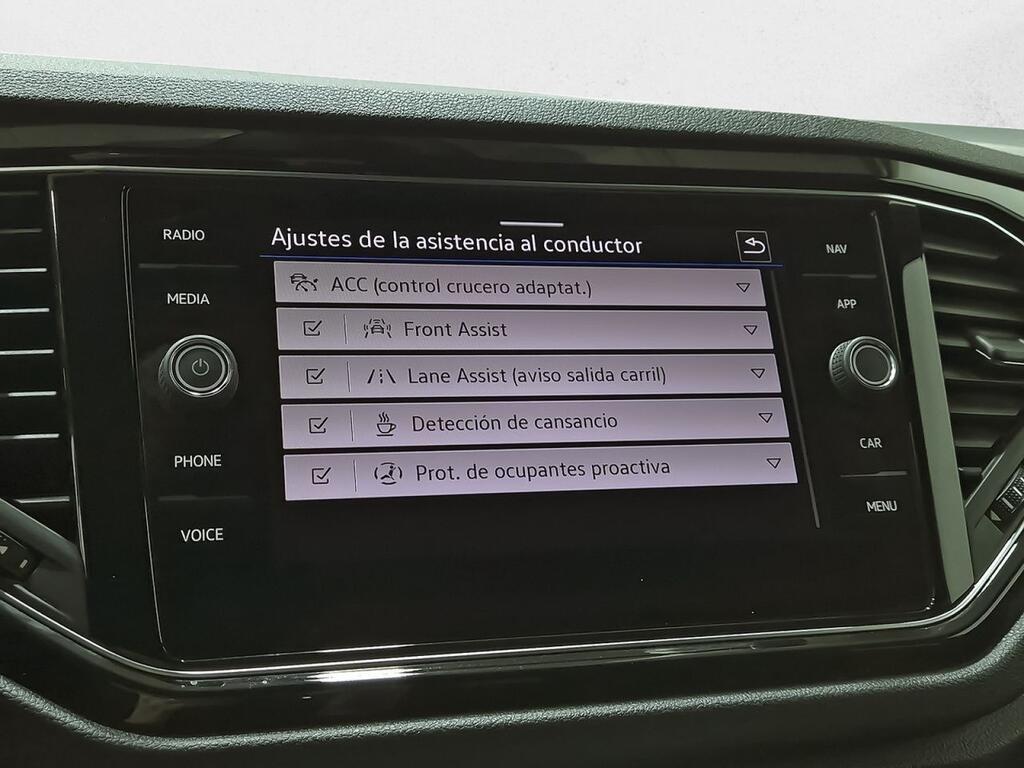 RADIO
MEDIA
PHONE
VOICE
Ajustes de la asistencia al conductor
ACC (control crucero adaptat.)
Front Assist
Lane Assist (aviso salida carril)
Detección de cansancio
Prot. de ocupantes proactiva
NAV
APP
CAR
MENU